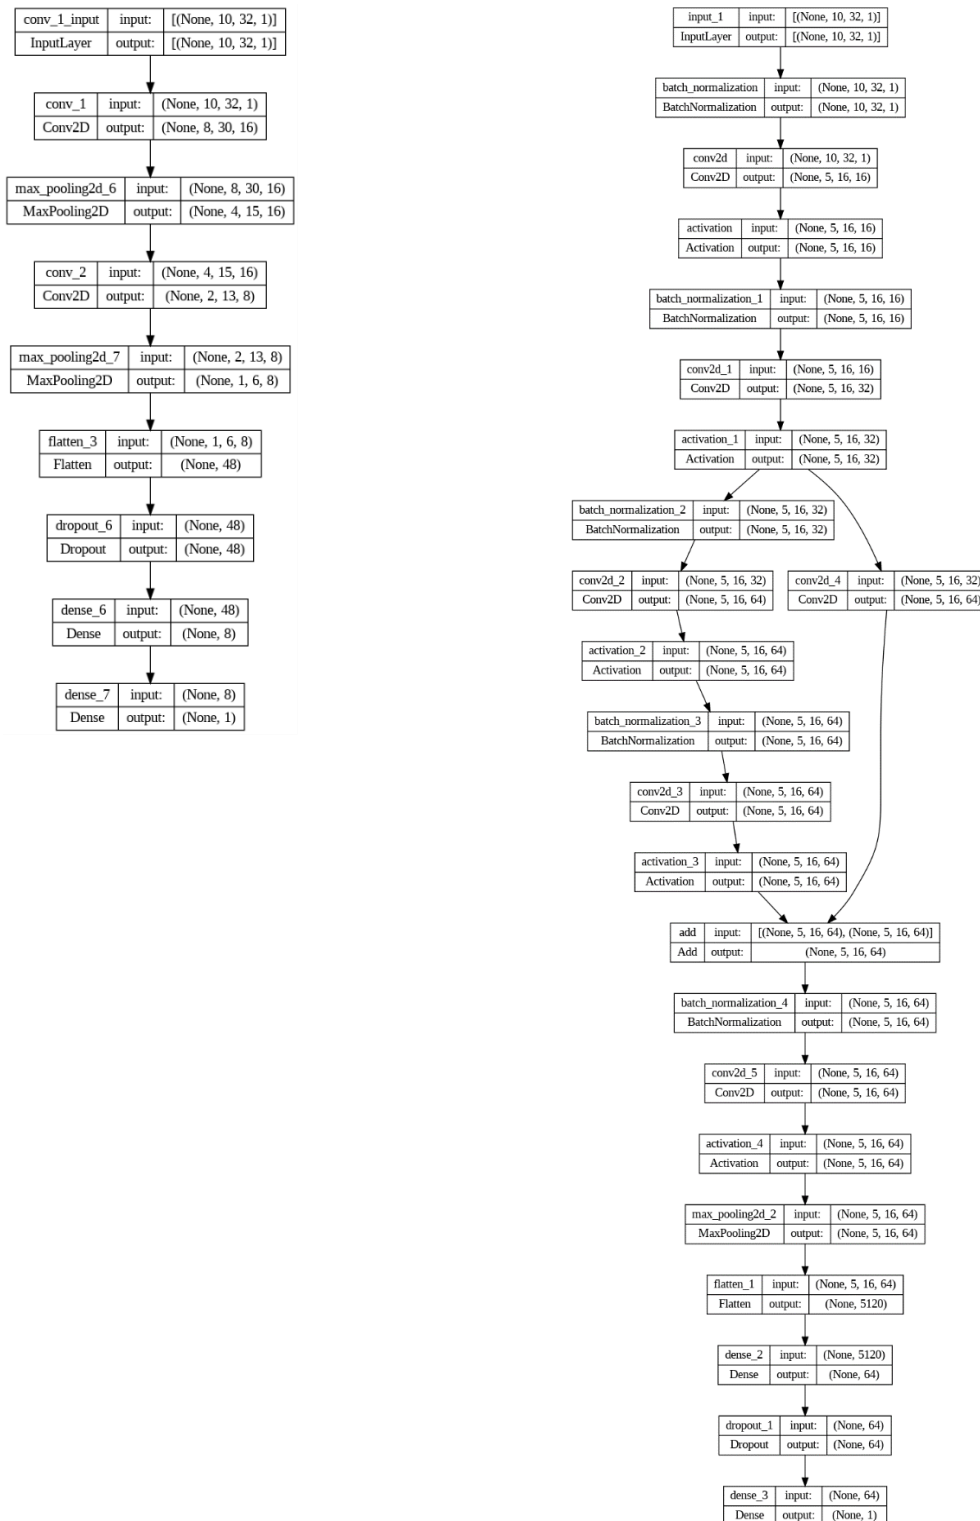 conv_1_input input: [(None, 10, 32, 1)]
InputLayer output: [(None, 10, 32, 1)]
conv_1 input: (None, 10, 32, 1)
Conv2D output: (None, 8, 30, 16)
max_pooling2d_6 input: (None, 8, 30, 16)
MaxPooling2D output: (None, 4, 15, 16)
conv_2 input: (None, 4, 15, 16)
Conv2D output: (None, 2, 13, 8)
max_pooling2d_7 input: (None, 2, 13, 8)
MaxPooling2D output: (None, 1, 6, 8)
flatten_3 input: (None, 1, 6, 8)
Flatten output: (None, 48)
dropout_6 input: (None, 48)
Dropout output: (None, 48)
dense_6 input: (None, 48)
Dense output: (None, 8)
dense_7 input: (None, 8)
Dense output: (None, 1)
input_1 input: [(None, 10, 32, 1)]
InputLayer output: [(None, 10, 32, 1)]
batch_normalization input: (None, 10, 32, 1)
BatchNormalization output: (None, 10, 32, 1)
conv2d input: (None, 10, 32, 1)
Conv2D output: (None, 5, 16, 16)
activation input: (None, 5, 16, 16)
Activation output: (None, 5, 16, 16)
batch_normalization_1 input: (None, 5, 16, 16)
BatchNormalization output: (None, 5, 16, 16)
conv2d_1 input: (None, 5, 16, 16)
Conv2D output: (None, 5, 16, 32)
activation_1 input: (None, 5, 16, 32)
Activation output: (None, 5, 16, 32)
batch_normalization_2 input: (None, 5, 16, 32)
BatchNormalization output: (None, 5, 16, 32)
conv2d_2 input: (None, 5, 16, 32)
Conv2D output: (None, 5, 16, 64)
conv2d_4 input: (None, 5, 16, 32)
Conv2D output: (None, 5, 16, 64)
activation_2 input: (None, 5, 16, 64)
Activation output: (None, 5, 16, 64)
batch_normalization_3 input: (None, 5, 16, 64)
BatchNormalization output: (None, 5, 16, 64)
conv2d_3 input: (None, 5, 16, 64)
Conv2D output: (None, 5, 16, 64)
activation_3 input: (None, 5, 16, 64)
Activation output: (None, 5, 16, 64)
add input: [(None, 5, 16, 64), (None, 5, 16, 64)]
Add output: (None, 5, 16, 64)
batch_normalization_4 input: (None, 5, 16, 64)
BatchNormalization output: (None, 5, 16, 64)
conv2d_5 input: (None, 5, 16, 64)
Conv2D output: (None, 5, 16, 64)
activation_4 input: (None, 5, 16, 64)
Activation output: (None, 5, 16, 64)
max_pooling2d_2 input: (None, 5, 16, 64)
MaxPooling2D output: (None, 5, 16, 64)
flatten_1 input: (None, 5, 16, 64)
Flatten output: (None, 5120)
dense_2 input: (None, 5120)
Dense output: (None, 64)
dropout_1 input: (None, 64)
Dropout output: (None, 64)
dense_3 input: (None, 64)
Dense output: (None, 1)